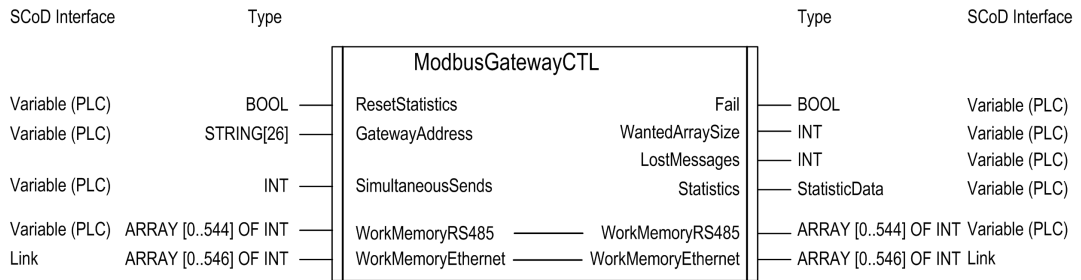 SCoD Interface Type Type SCoD Interface
ModbusGatewayCTL
Variable (PLC) BOOL ResetStatistics Fail BOOL Variable (PLC)
Variable (PLC) STRING[26] GatewayAddress WantedArraySize INT Variable (PLC)
LostMessages INT Variable (PLC)
Variable (PLC) INT SimultaneousSends Statistics StatisticData Variable (PLC)
Variable (PLC) ARRAY [0..544] OF INT WorkMemoryRS485 WorkMemoryRS485 ARRAY [0..544] OF INT Variable (PLC)
Link ARRAY [0..546] OF INT WorkMemoryEthernet WorkMemoryEthernet ARRAY [0..546] OF INT Link